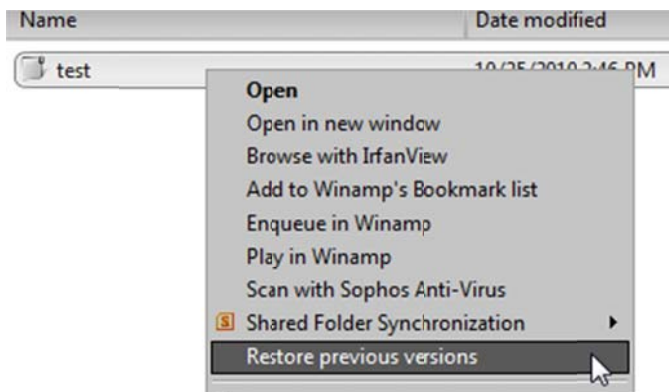 Name Date modified
test 10/25/2010 2:46 PM
Open
Open in new window
Browse with IrfanView
Add to Winamp's Bookmark list
Enqueue in Winamp
Play in Winamp
Scan with Sophos Anti-Virus
S Shared Folder Synchronization
Restore previous versions